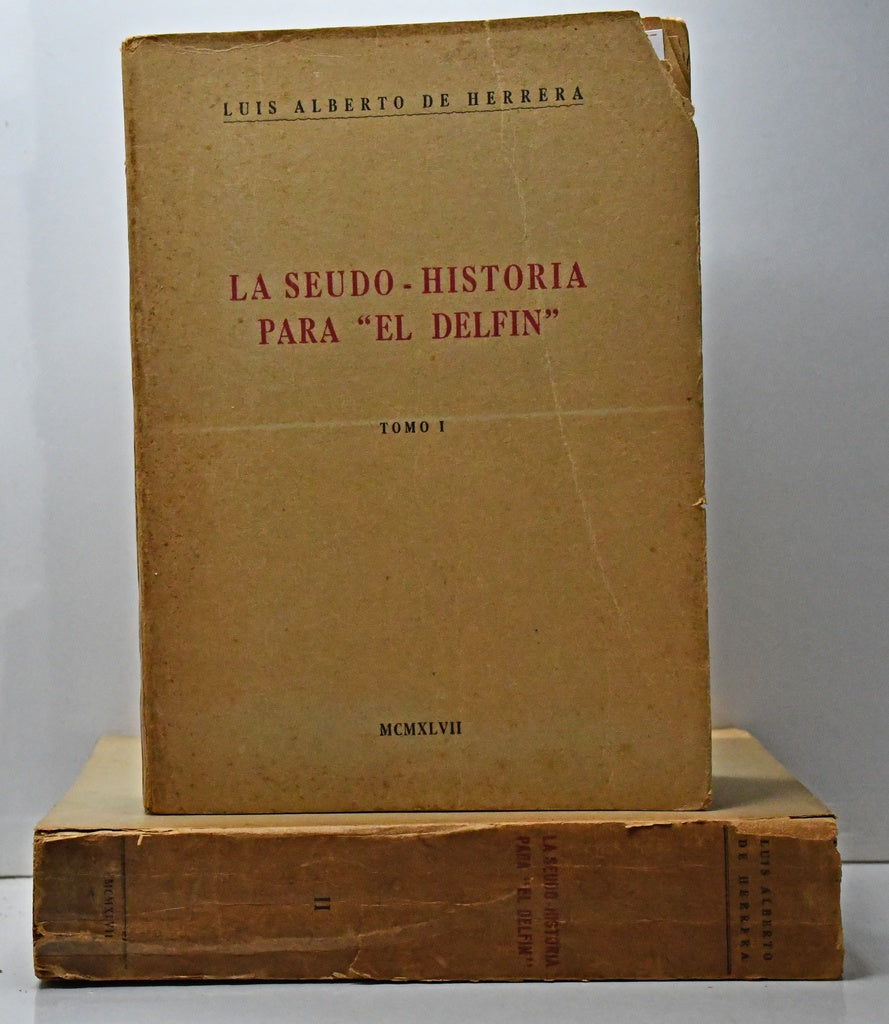 LUIS ALBERTO DE HERRERA
LA SEUDO - HISTORIA
PARA “EL DELFIN”
TOMO I
MCMXLVII
LUIS ALBERTO
DE HERRERA
LA SEUDO HISTORIA
PARA “EL DELFIN”
II
MCMXLVII